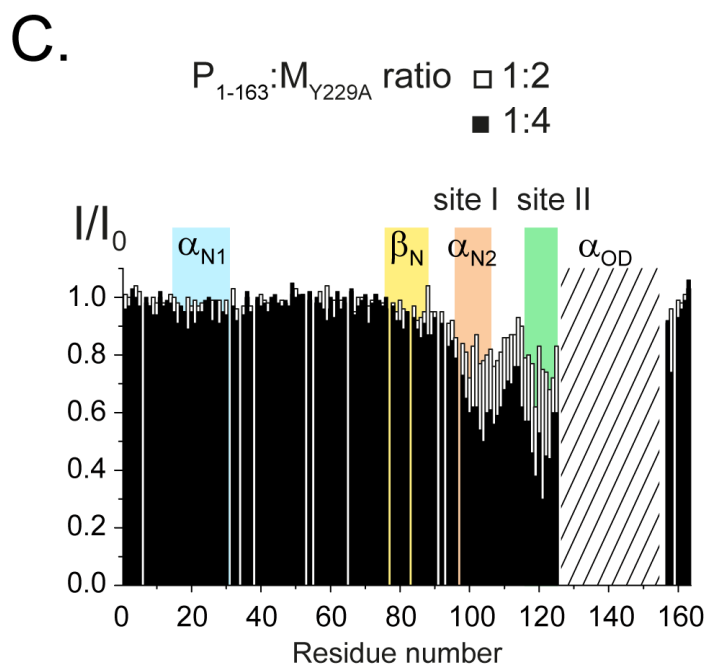 C.
P1-163:MY229A ratio □ 1:2
■ 1:4
site I site II
I/I0
αN1 βN αN2 αOD
1.0
0.8
0.6
0.4
0.2
0.0
0 20 40 60 80 100 120 140 160
Residue number